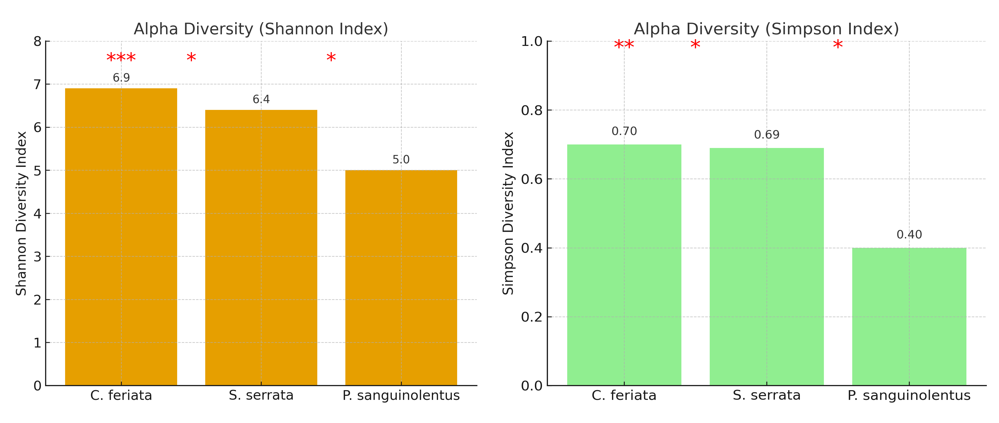 Alpha Diversity (Shannon Index)
Shannon Diversity Index
8
7
6
5
4
3
2
1
0
*** * *
6.9
6.4
5.0
C. feriata
S. serrata
P. sanguinolentus
Alpha Diversity (Simpson Index)
Simpson Diversity Index
1.0
0.8
0.6
0.4
0.2
0.0
** * *
0.70
0.69
0.40
C. feriata
S. serrata
P. sanguinolentus